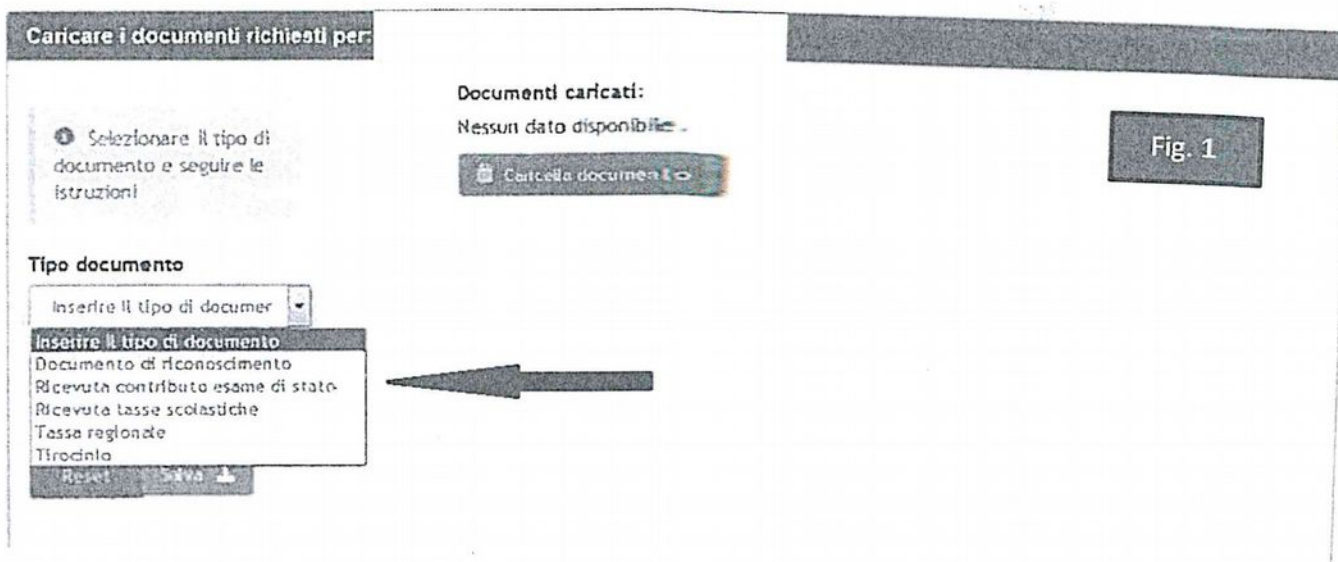 Caricare i documenti richiesti per:
Selezionare il tipo di
documento e seguire le
istruzioni
Documenti caricati:
Nessun dato disponibile.
Cancella documento
Fig. 1
Tipo documento
Inserire il tipo di documer
Inserire il tipo di documento
Documento di riconoscimento
Ricevuta contributo esame di stato
Ricevuta tasse scolastiche
Tassa regionale
Tirocinio
Reset Salva